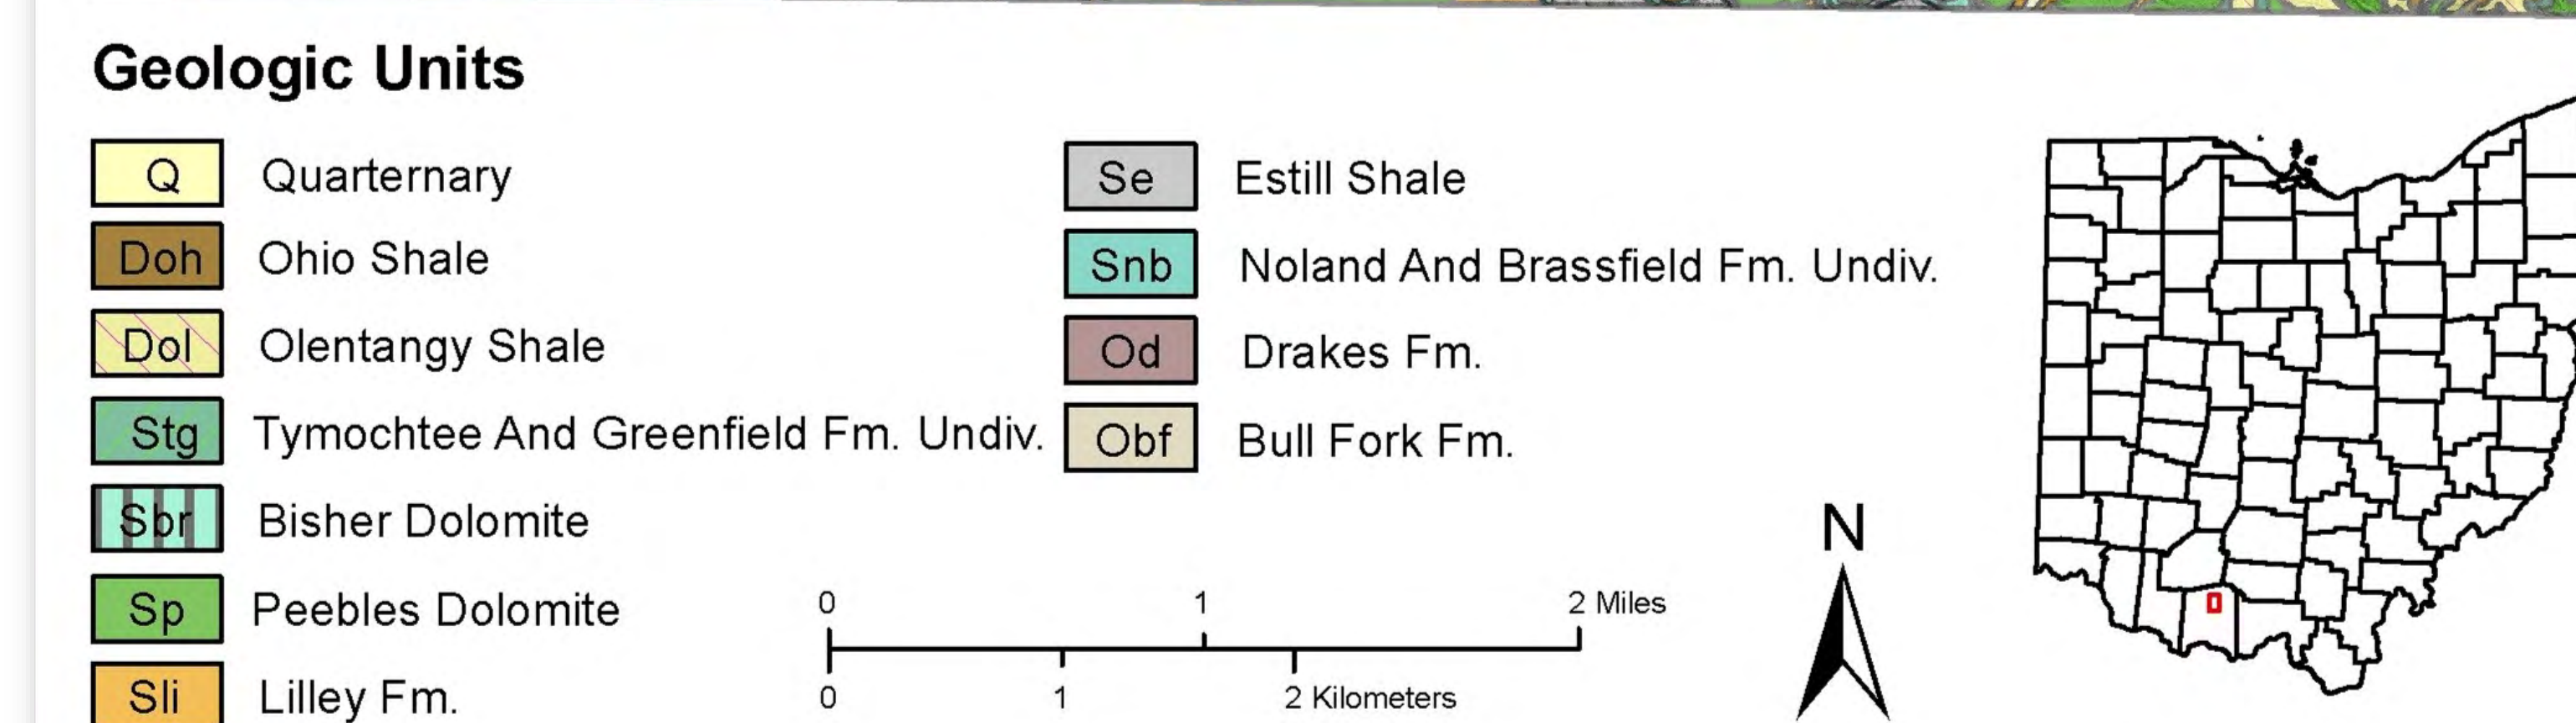 Geologic Units
Q Quarternary
Doh Ohio Shale
Dol Olentangy Shale
Stg Tymochtee And Greenfield Fm. Undiv.
Sbr Bisher Dolomite
Sp Peebles Dolomite
Sli Lilley Fm.
Se Estill Shale
Snb Noland And Brassfield Fm. Undiv.
Od Drakes Fm.
Obf Bull Fork Fm.
0 1 2 Miles
0 1 2 Kilometers
N